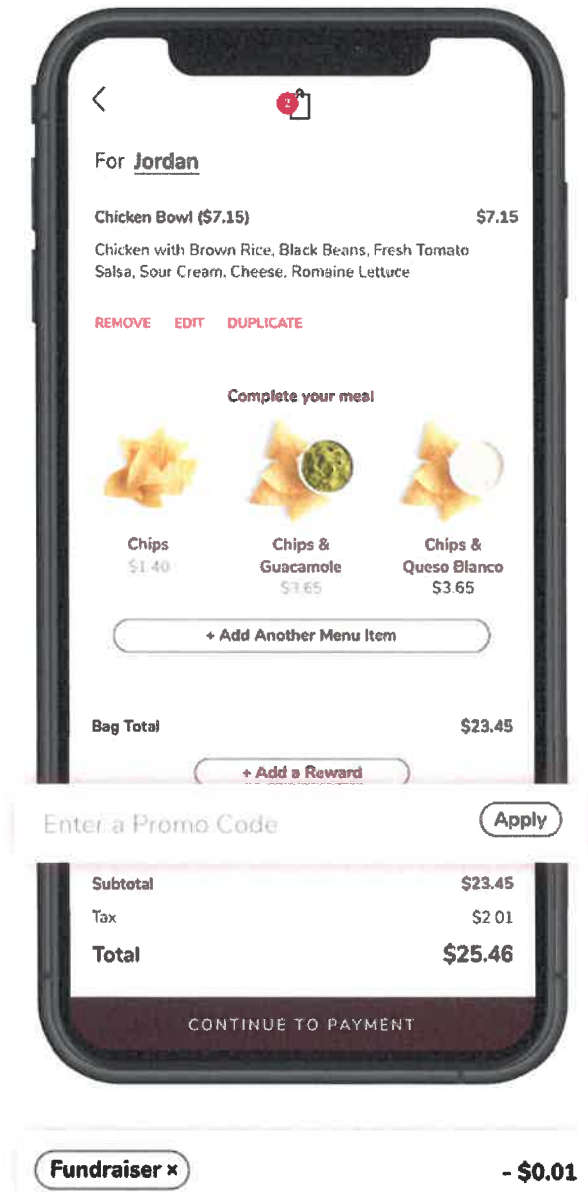 2
For Jordan
Chicken Bowl ($7.15) $7.15
Chicken with Brown Rice, Black Beans, Fresh Tomato
Salsa, Sour Cream, Cheese, Romaine Lettuce
REMOVE EDIT DUPLICATE
Complete your meal
Chips Chips & Guacamole Chips & Queso Blanco
$1.40 $3.65 $3.65
+ Add Another Menu Item
Bag Total $23.45
+ Add a Reward
Enter a Promo Code Apply
Subtotal $23.45
Tax $2.01
Total $25.46
CONTINUE TO PAYMENT
Fundraiser × - $0.01